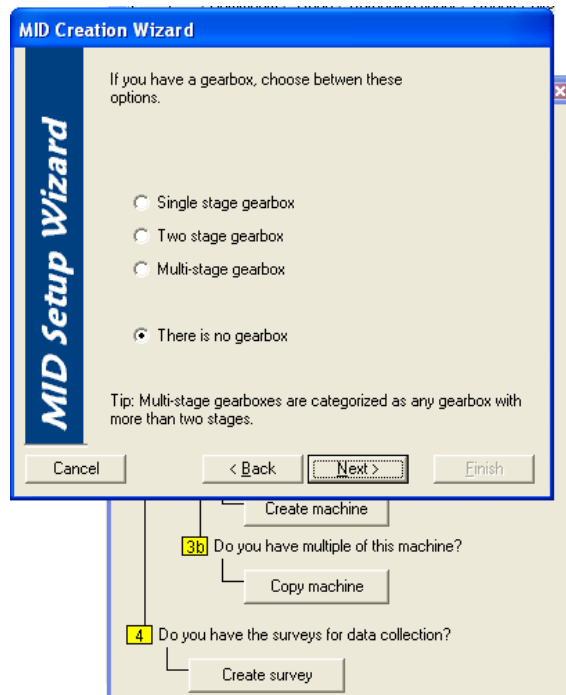 MID Creation Wizard
MID Setup Wizard
If you have a gearbox, choose betwen these
options.
Single stage gearbox
Two stage gearbox
Multi-stage gearbox
There is no gearbox
Tip: Multi-stage gearboxes are categorized as any gearbox with
more than two stages.
Cancel
< Back
Next >
Finish
Create machine
3b Do you have multiple of this machine?
Copy machine
4 Do you have the surveys for data collection?
Create survey